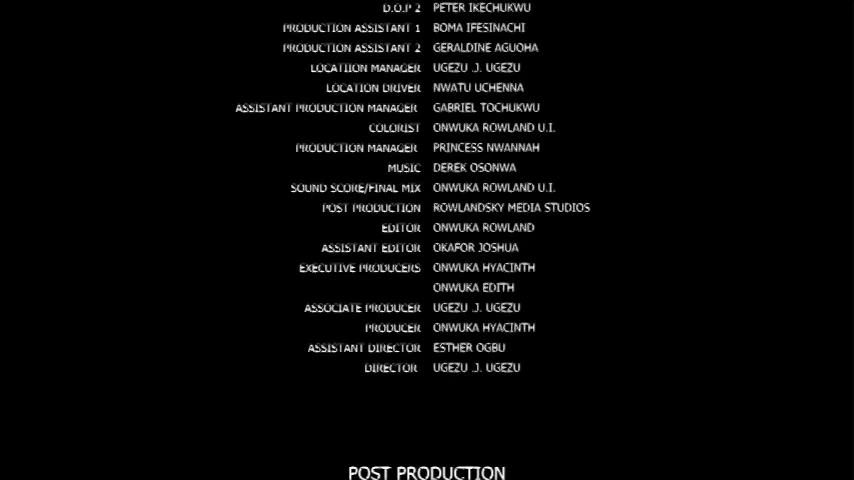 D.O.P 2 PETER IKECHUKWU
PRODUCTION ASSISTANT 1 BOMA IFESINACHI
PRODUCTION ASSISTANT 2 GERALDINE AGUOHA
LOCATIION MANAGER UGEZU .J. UGEZU
LOCATION DRIVER NWATU UCHENNA
ASSISTANT PRODUCTION MANAGER GABRIEL TOCHUKWU
COLORIST ONWUKA ROWLAND U.I.
PRODUCTION MANAGER PRINCESS NWANNAH
MUSIC DEREK OSONWA
SOUND SCORE/FINAL MIX ONWUKA ROWLAND U.I.
POST PRODUCTION ROWLANDSKY MEDIA STUDIOS
EDITOR ONWUKA ROWLAND
ASSISTANT EDITOR OKAFOR JOSHUA
EXECUTIVE PRODUCERS ONWUKA HYACINTH
ONWUKA EDITH
ASSOCIATE PRODUCER UGEZU .J. UGEZU
PRODUCER ONWUKA HYACINTH
ASSISTANT DIRECTOR ESTHER OGBU
DIRECTOR UGEZU .J. UGEZU
POST PRODUCTION